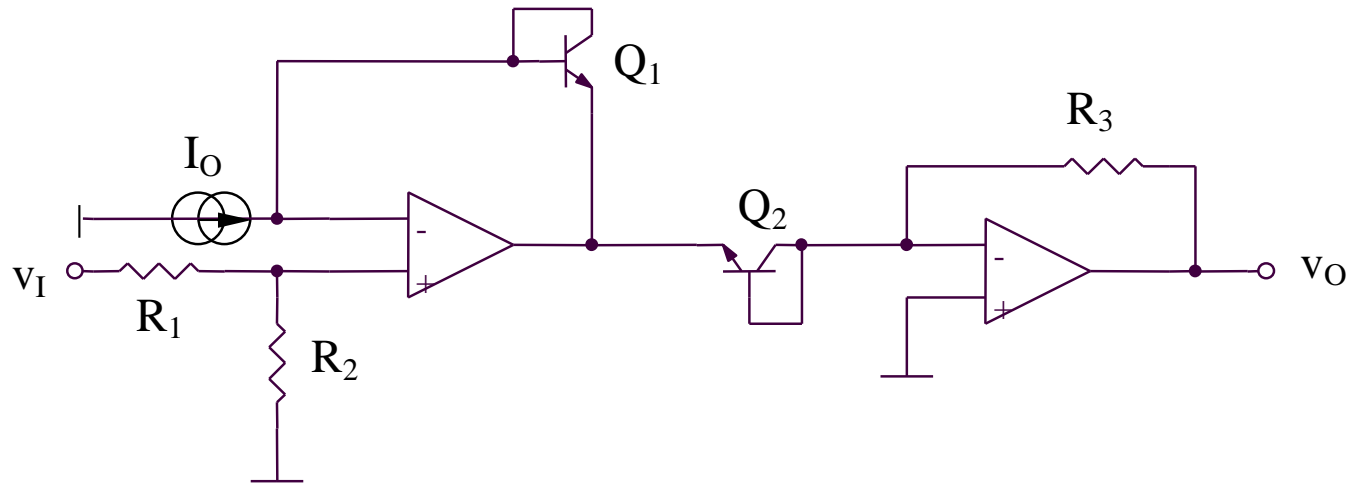 Q1
IO
R3
Q2
-
+
-
+
vI
R1
R2
vO